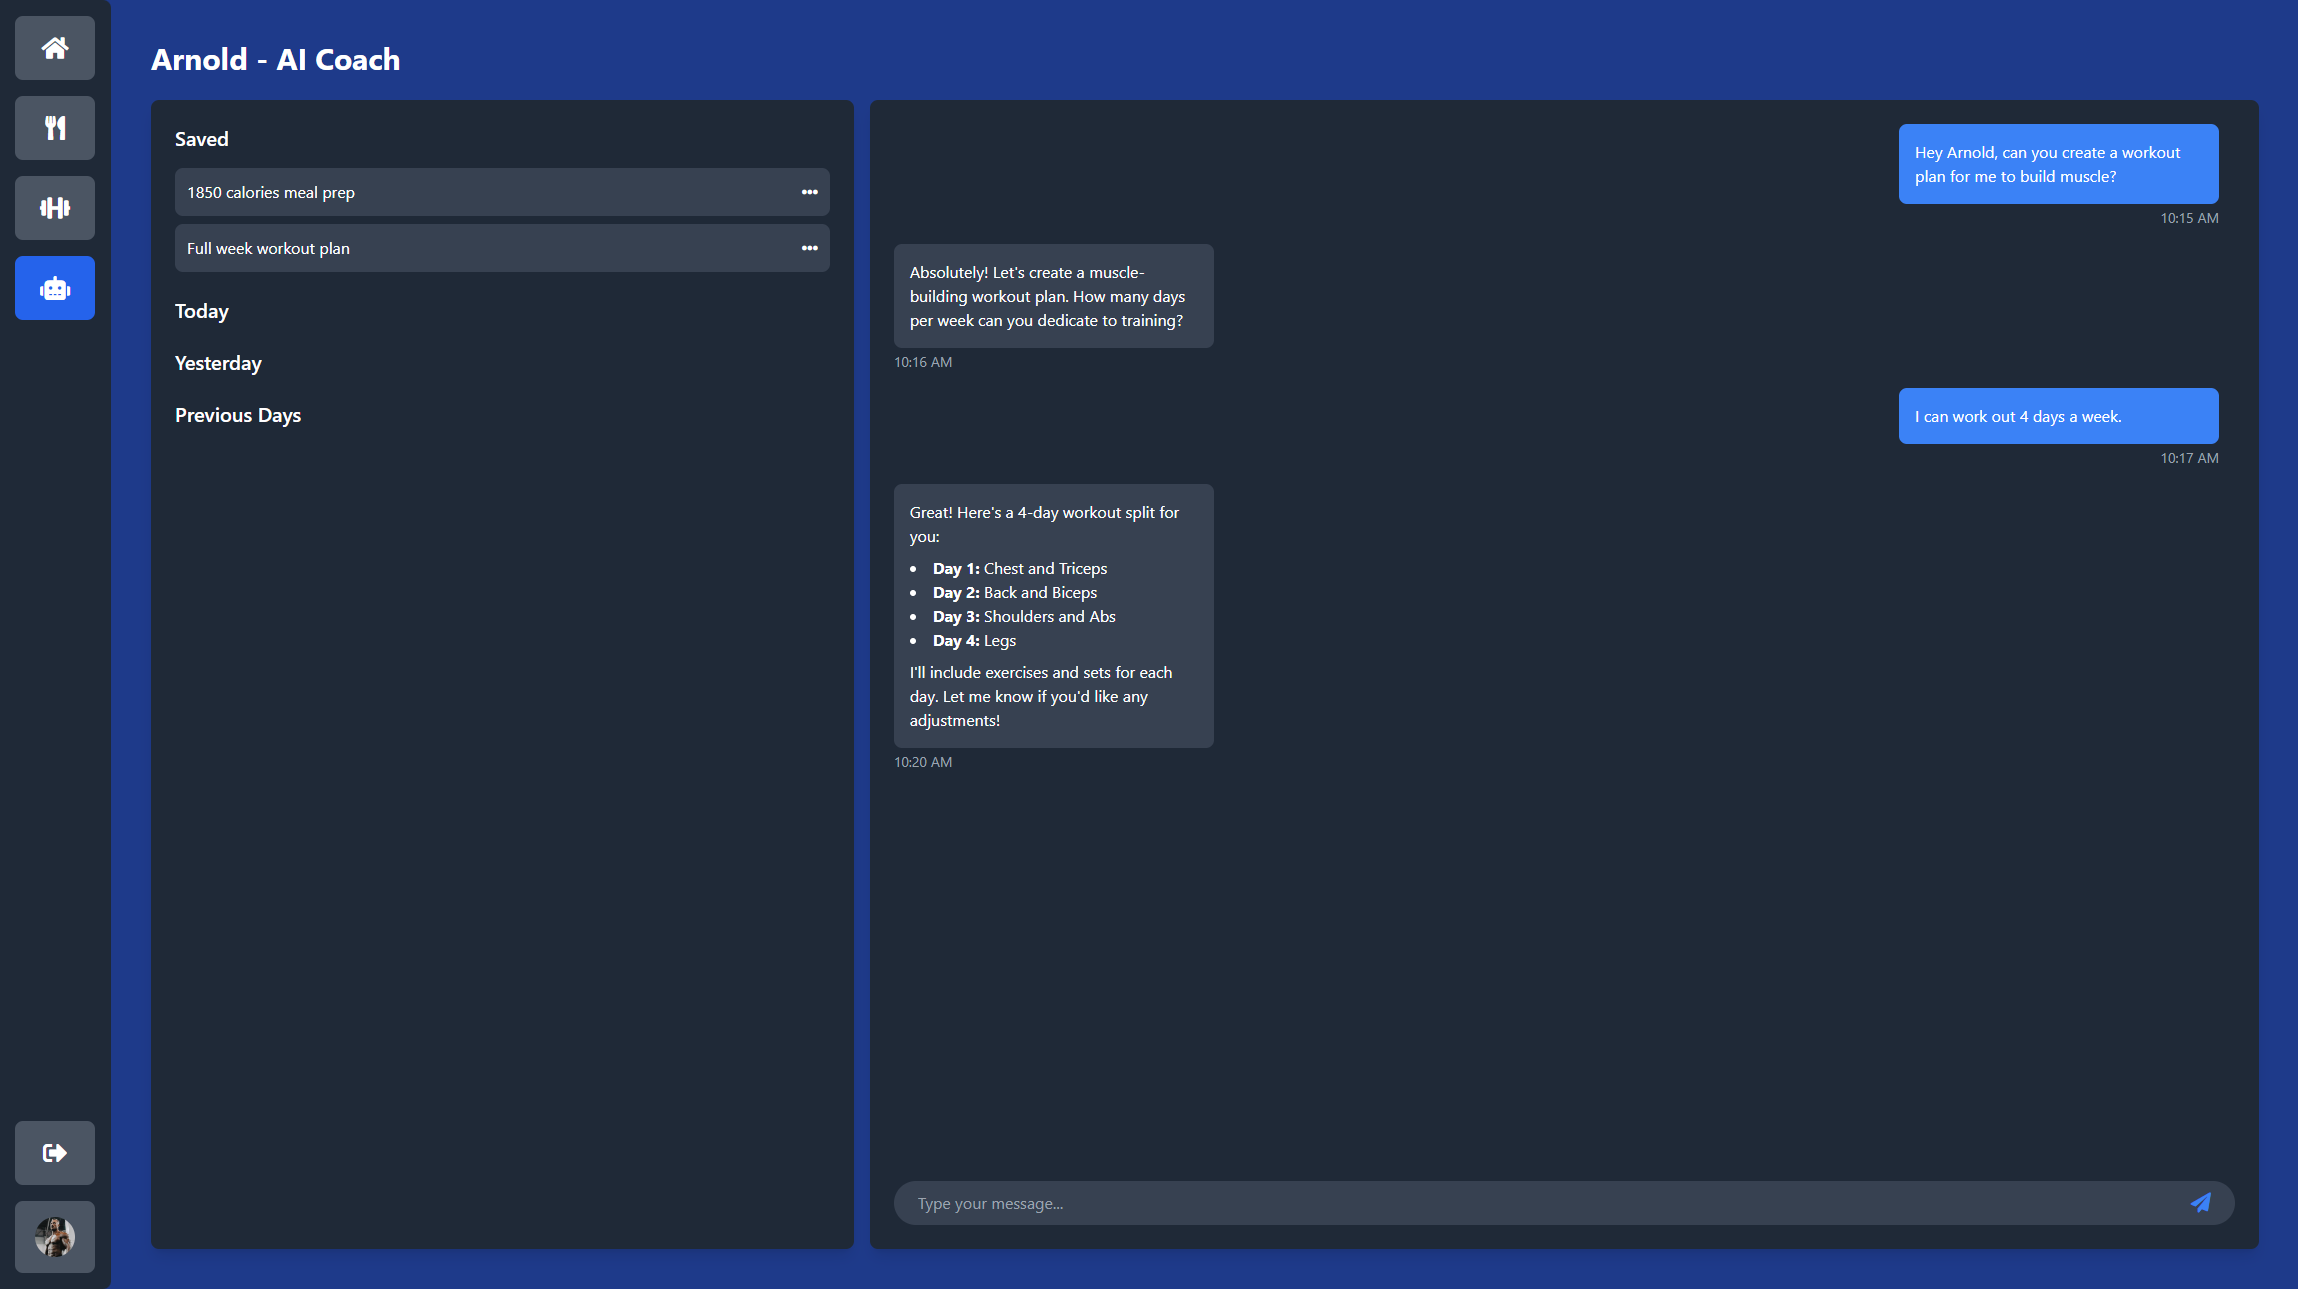 Arnold - AI Coach
Saved
1850 calories meal prep
Full week workout plan
Today
Yesterday
Previous Days
Hey Arnold, can you create a workout
plan for me to build muscle?
10:15 AM
Absolutely! Let's create a muscle-
building workout plan. How many days
per week can you dedicate to training?
10:16 AM
I can work out 4 days a week.
10:17 AM
Great! Here's a 4-day workout split for
you:
• Day 1: Chest and Triceps
• Day 2: Back and Biceps
• Day 3: Shoulders and Abs
• Day 4: Legs
I'll include exercises and sets for each
day. Let me know if you'd like any
adjustments!
10:20 AM
Type your message...